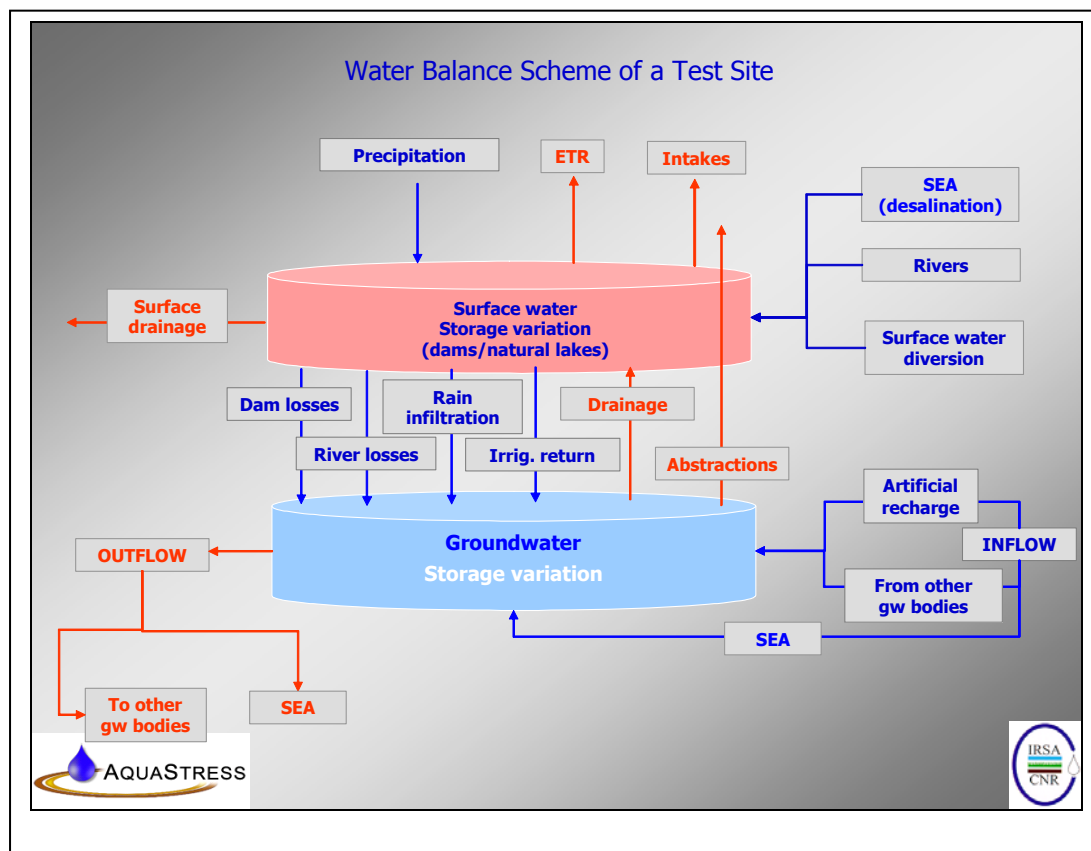 Water Balance Scheme of a Test Site
Precipitation
ETR
Intakes
SEA
(desalination)
Rivers
Surface water
diversion
Surface
drainage
Surface water
Storage variation
(dams/natural lakes)
Dam losses
River losses
Rain
infiltration
Irrig. return
Drainage
Abstractions
Artificial
recharge
INFLOW
From other
gw bodies
SEA
Groundwater
Storage variation
OUTFLOW
To other
gw bodies
SEA
AQUASTRESS
IRSA
CNR